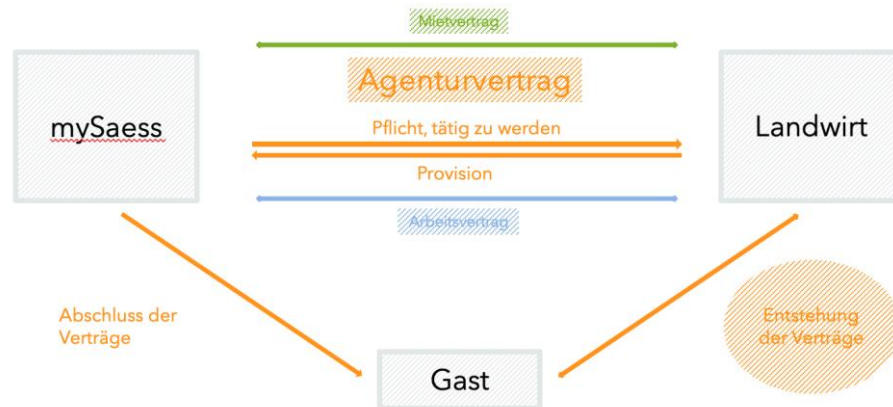 Mietvertrag
Agenturvertrag
mySaess
Pflicht, tätig zu werden
Landwirt
Provision
Arbeitsvertrag
Abschluss der
Verträge
Entstehung
der Verträge
Gast